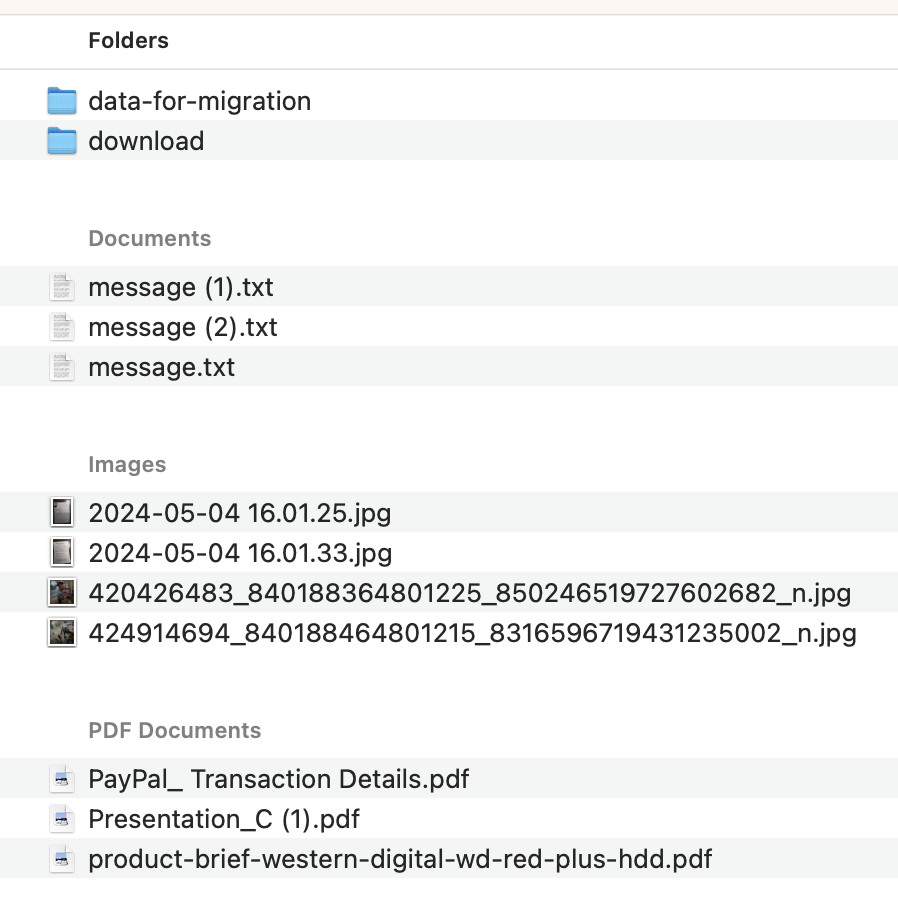 Folders
data-for-migration
download
Documents
message (1).txt
message (2).txt
message.txt
Images
2024-05-04 16.01.25.jpg
2024-05-04 16.01.33.jpg
420426483_840188364801225_850246519727602682_n.jpg
424914694_840188464801215_8316596719431235002_n.jpg
PDF Documents
PayPal_ Transaction Details.pdf
Presentation_C (1).pdf
product-brief-western-digital-wd-red-plus-hdd.pdf